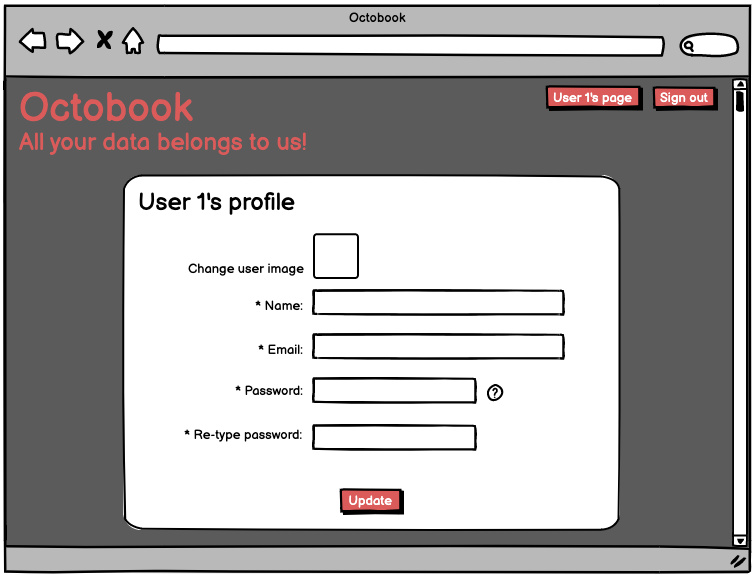 Octobook
Octobook
User 1's page
Sign out
All your data belongs to us!
User 1's profile
Change user image
* Name:
* Email:
* Password:
?
* Re-type password:
Update